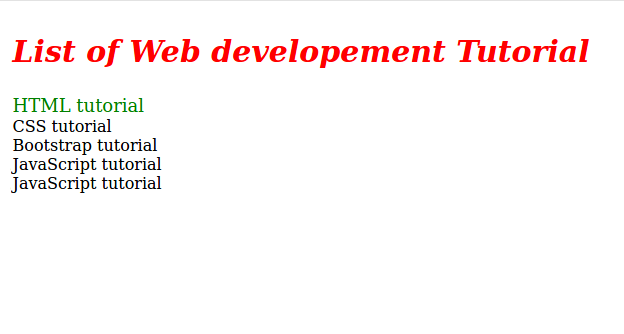 List of Web developement Tutorial
HTML tutorial
CSS tutorial
Bootstrap tutorial
JavaScript tutorial
JavaScript tutorial